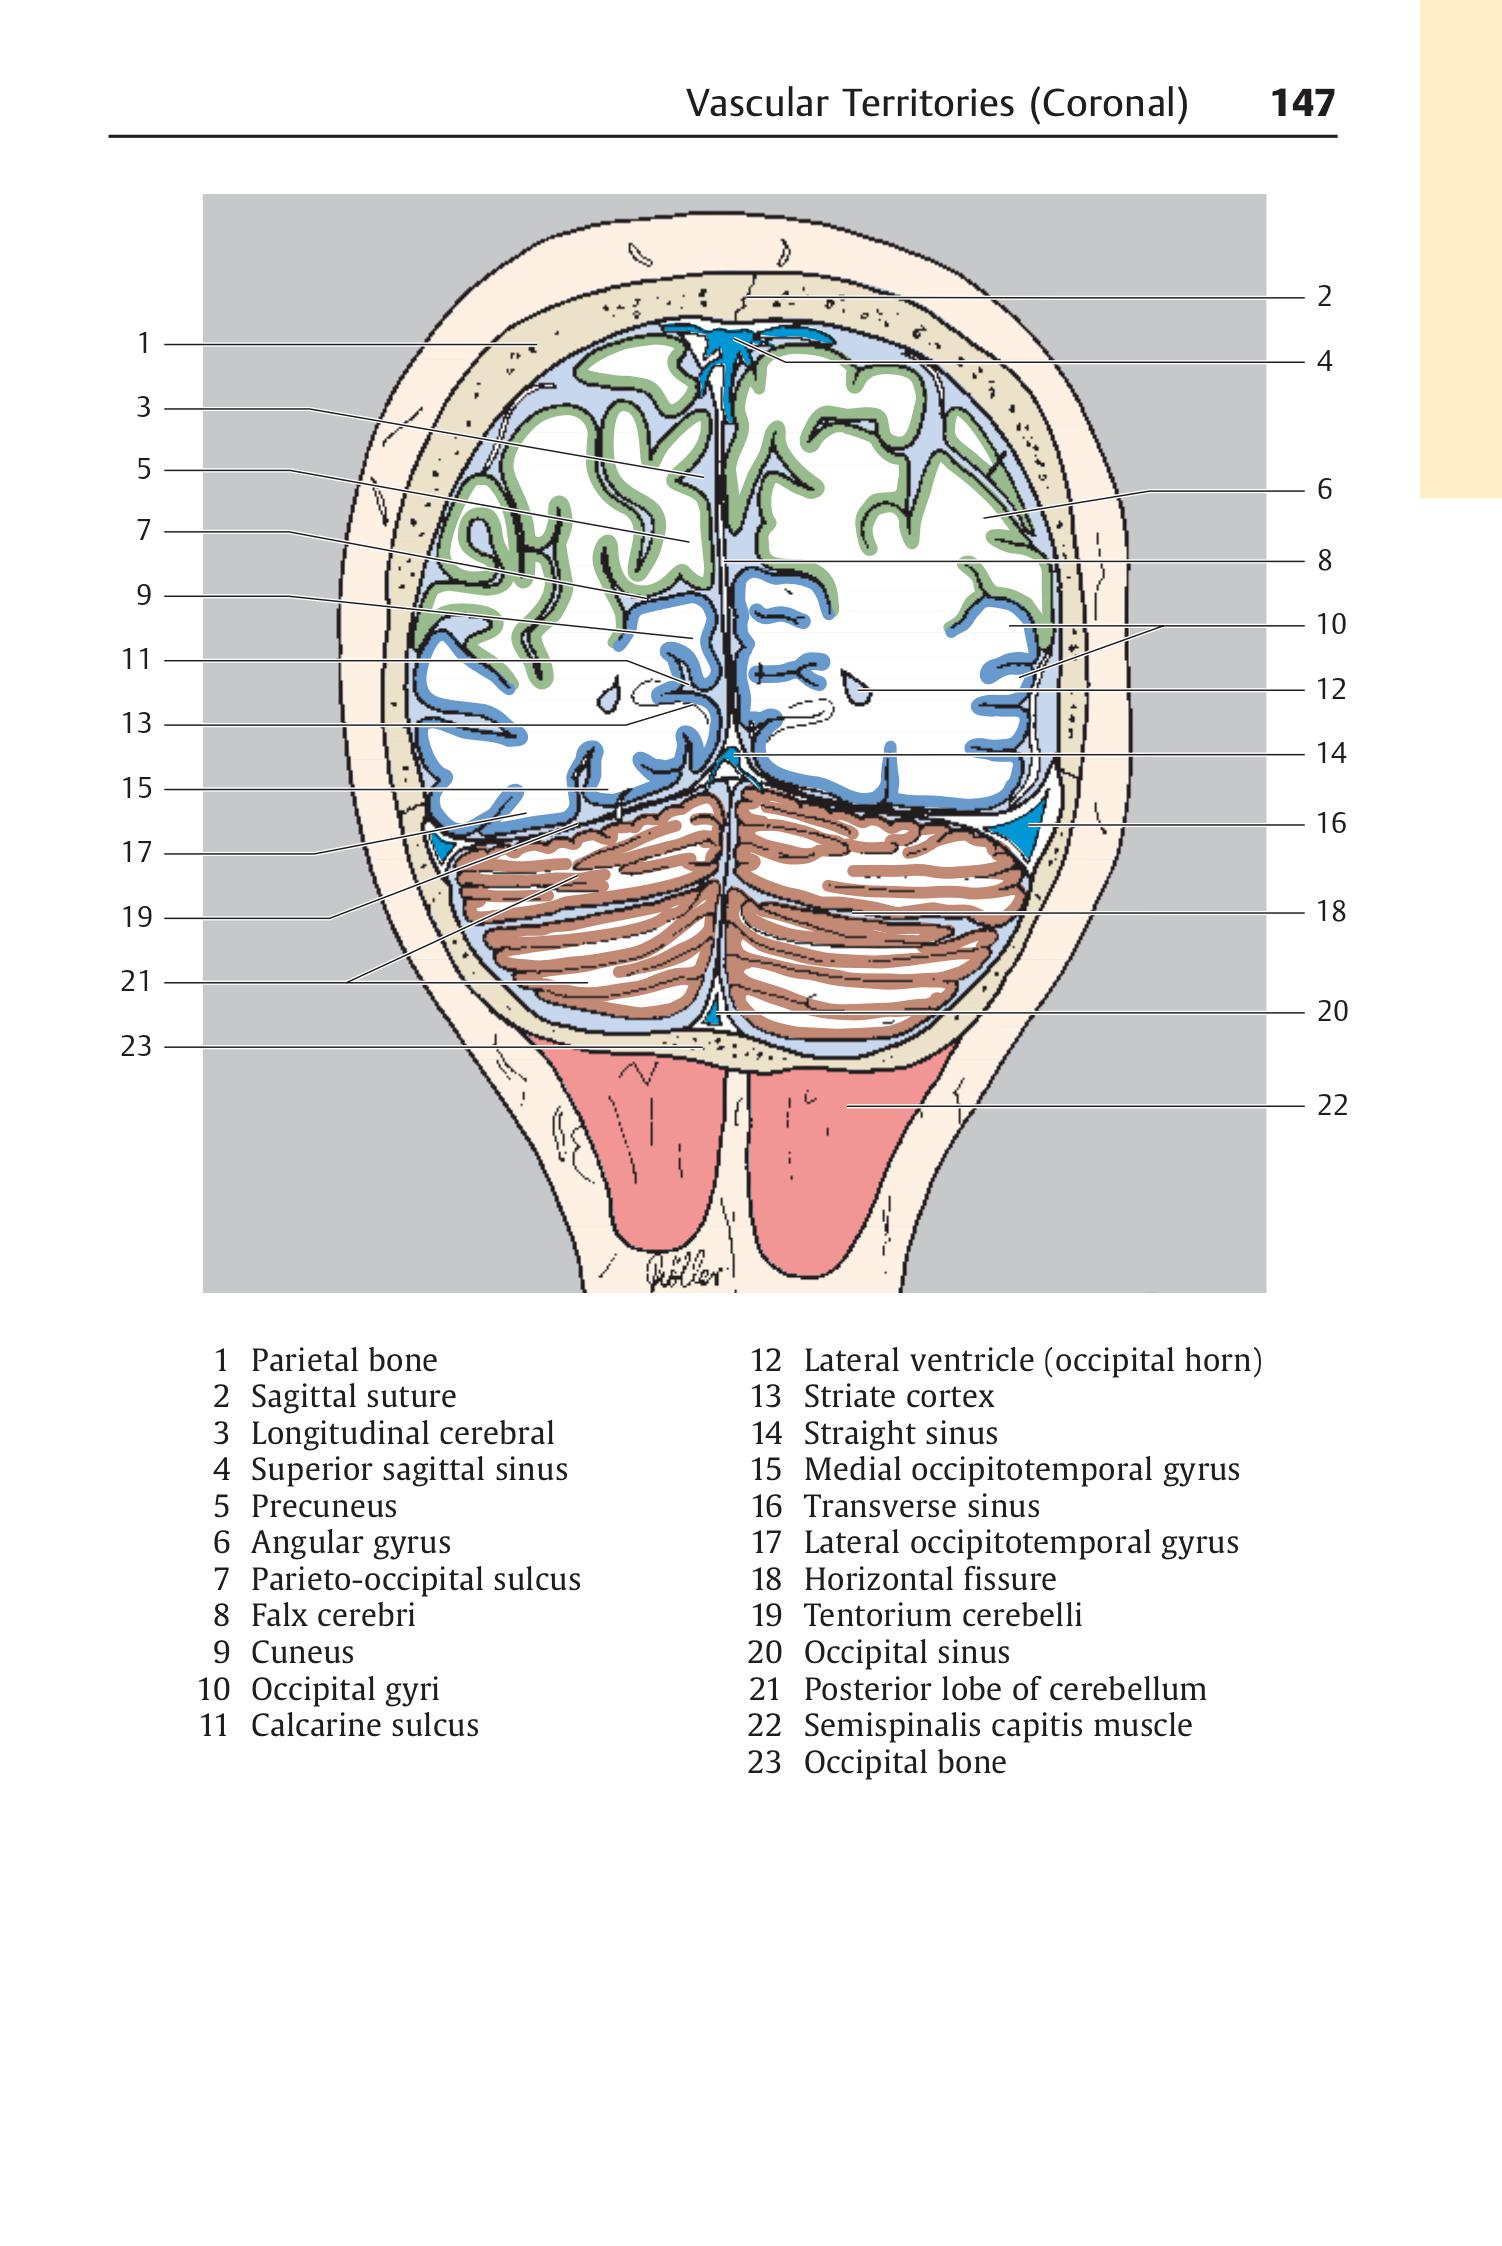 Vascular Territories (Coronal) 147
2
1
4
3
5
6
7
8
9
10
11
12
13
14
15
16
17
18
19
21
20
23
22
Röller
1 Parietal bone
2 Sagittal suture
3 Longitudinal cerebral
4 Superior sagittal sinus
5 Precuneus
6 Angular gyrus
7 Parieto-occipital sulcus
8 Falx cerebri
9 Cuneus
10 Occipital gyri
11 Calcarine sulcus
12 Lateral ventricle (occipital horn)
13 Striate cortex
14 Straight sinus
15 Medial occipitotemporal gyrus
16 Transverse sinus
17 Lateral occipitotemporal gyrus
18 Horizontal fissure
19 Tentorium cerebelli
20 Occipital sinus
21 Posterior lobe of cerebellum
22 Semispinalis capitis muscle
23 Occipital bone